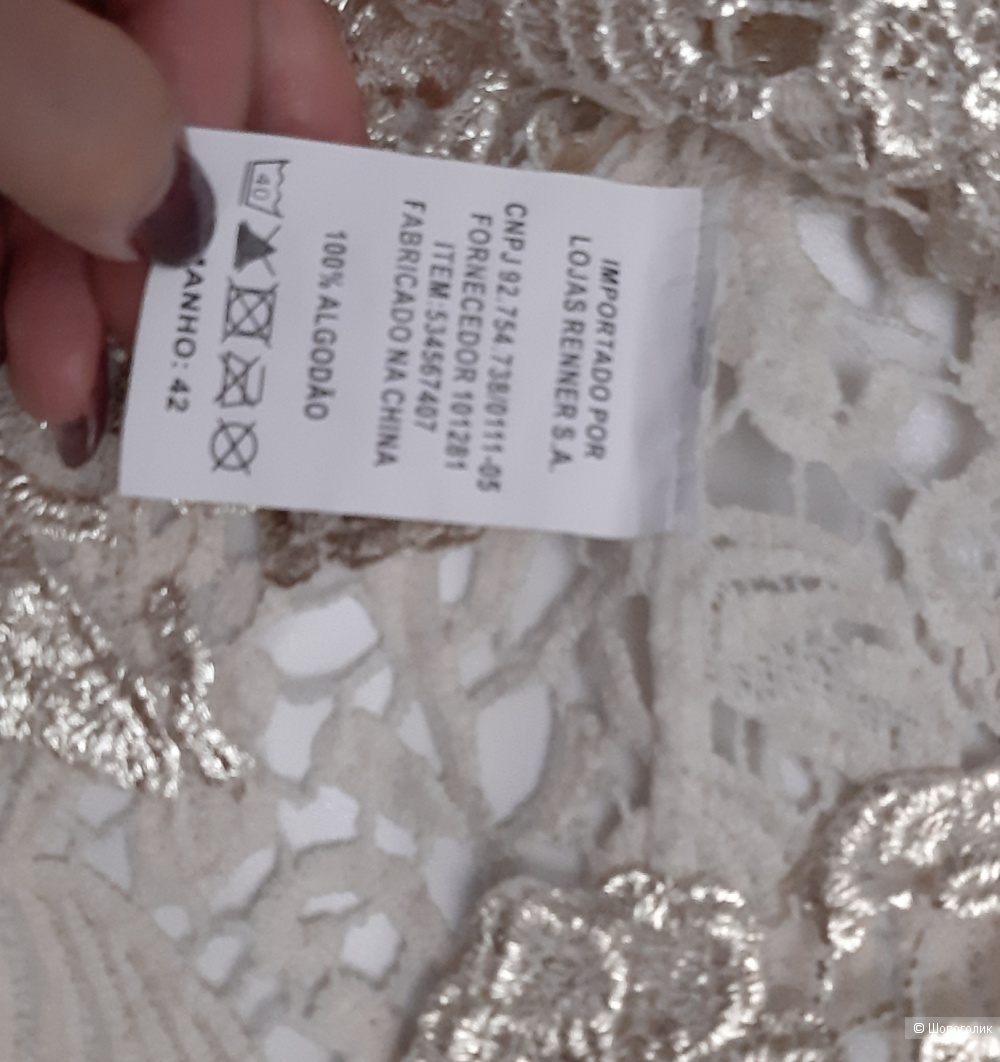 IMPORTADO POR
LOJAS RENNER S.A.
CNPJ 92.754.738/0111-05
FORNECEDOR 101281
ITEM:534567407
FABRICADO NA CHINA
100% ALGODÃO
40
ANHO: 42
© Шопоголик